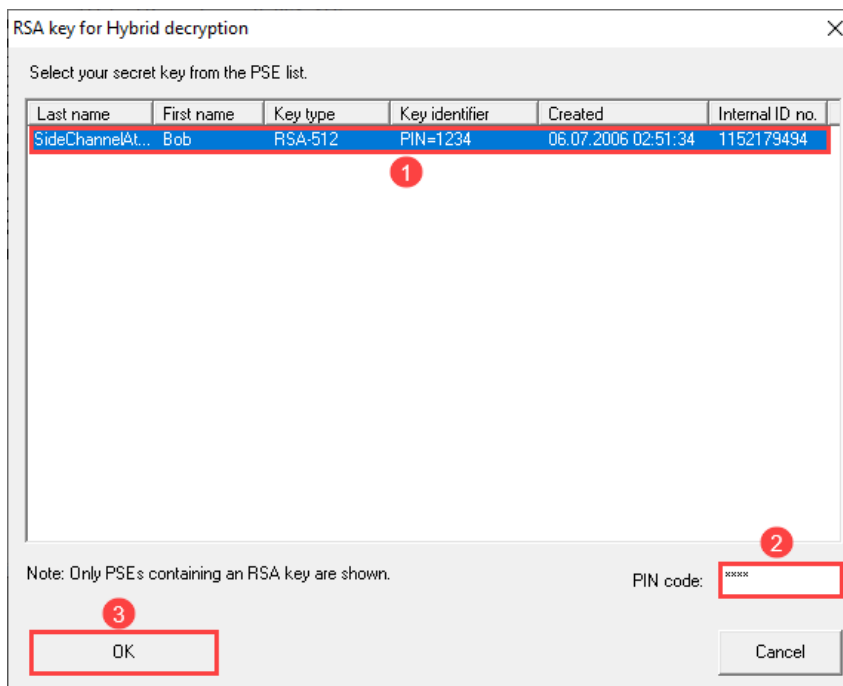 RSA key for Hybrid decryption
Select your secret key from the PSE list.
Last name First name Key type Key identifier Created Internal ID no.
SideChannelAt... Bob RSA-512 PIN=1234 06.07.2006 02:51:34 1152179494
1
2
Note: Only PSEs containing an RSA key are shown. PIN code: ****
3
OK Cancel